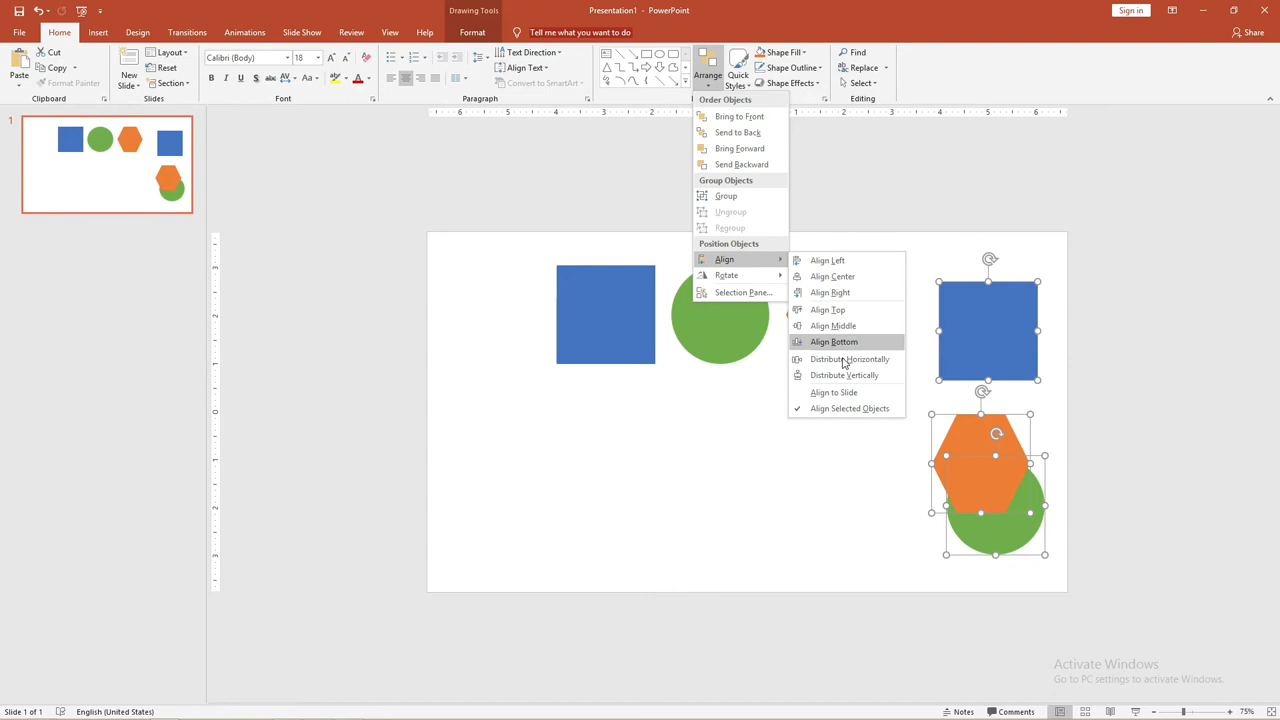 Drawing Tools
Presentation1 - PowerPoint
Sign in
File Home Insert Design Transitions Animations Slide Show Review View Help Format Tell me what you want to do Share
Paste
Cut
Copy
Format Painter
Clipboard
New Slide
Layout
Reset
Section
Slides
Calibri (Body) 18
Font
Text Direction
Align Text
Convert to SmartArt
Paragraph
Arrange
Quick Styles
Shape Fill
Shape Outline
Shape Effects
Find
Replace
Select
Editing
Order Objects
Bring to Front
Send to Back
Bring Forward
Send Backward
Group Objects
Group
Ungroup
Regroup
Position Objects
Align
Rotate
Selection Pane...
Align Left
Align Center
Align Right
Align Top
Align Middle
Align Bottom
Distribute Horizontally
Distribute Vertically
Align to Slide
Align Selected Objects
1
Activate Windows
Go to PC settings to activate Windows.
Slide 1 of 1 English (United States) Notes Comments 75%